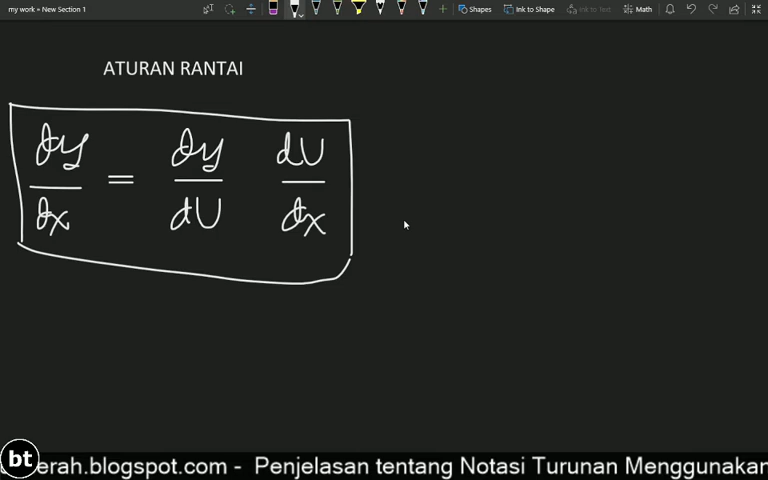 my work » New Section 1
Shapes Ink to Shape Ink to Text Math
ATURAN RANTAI
dy/dx = dy/dU dU/dx
bt
erah.blogspot.com - Penjelasan tentang Notasi Turunan Menggunakan